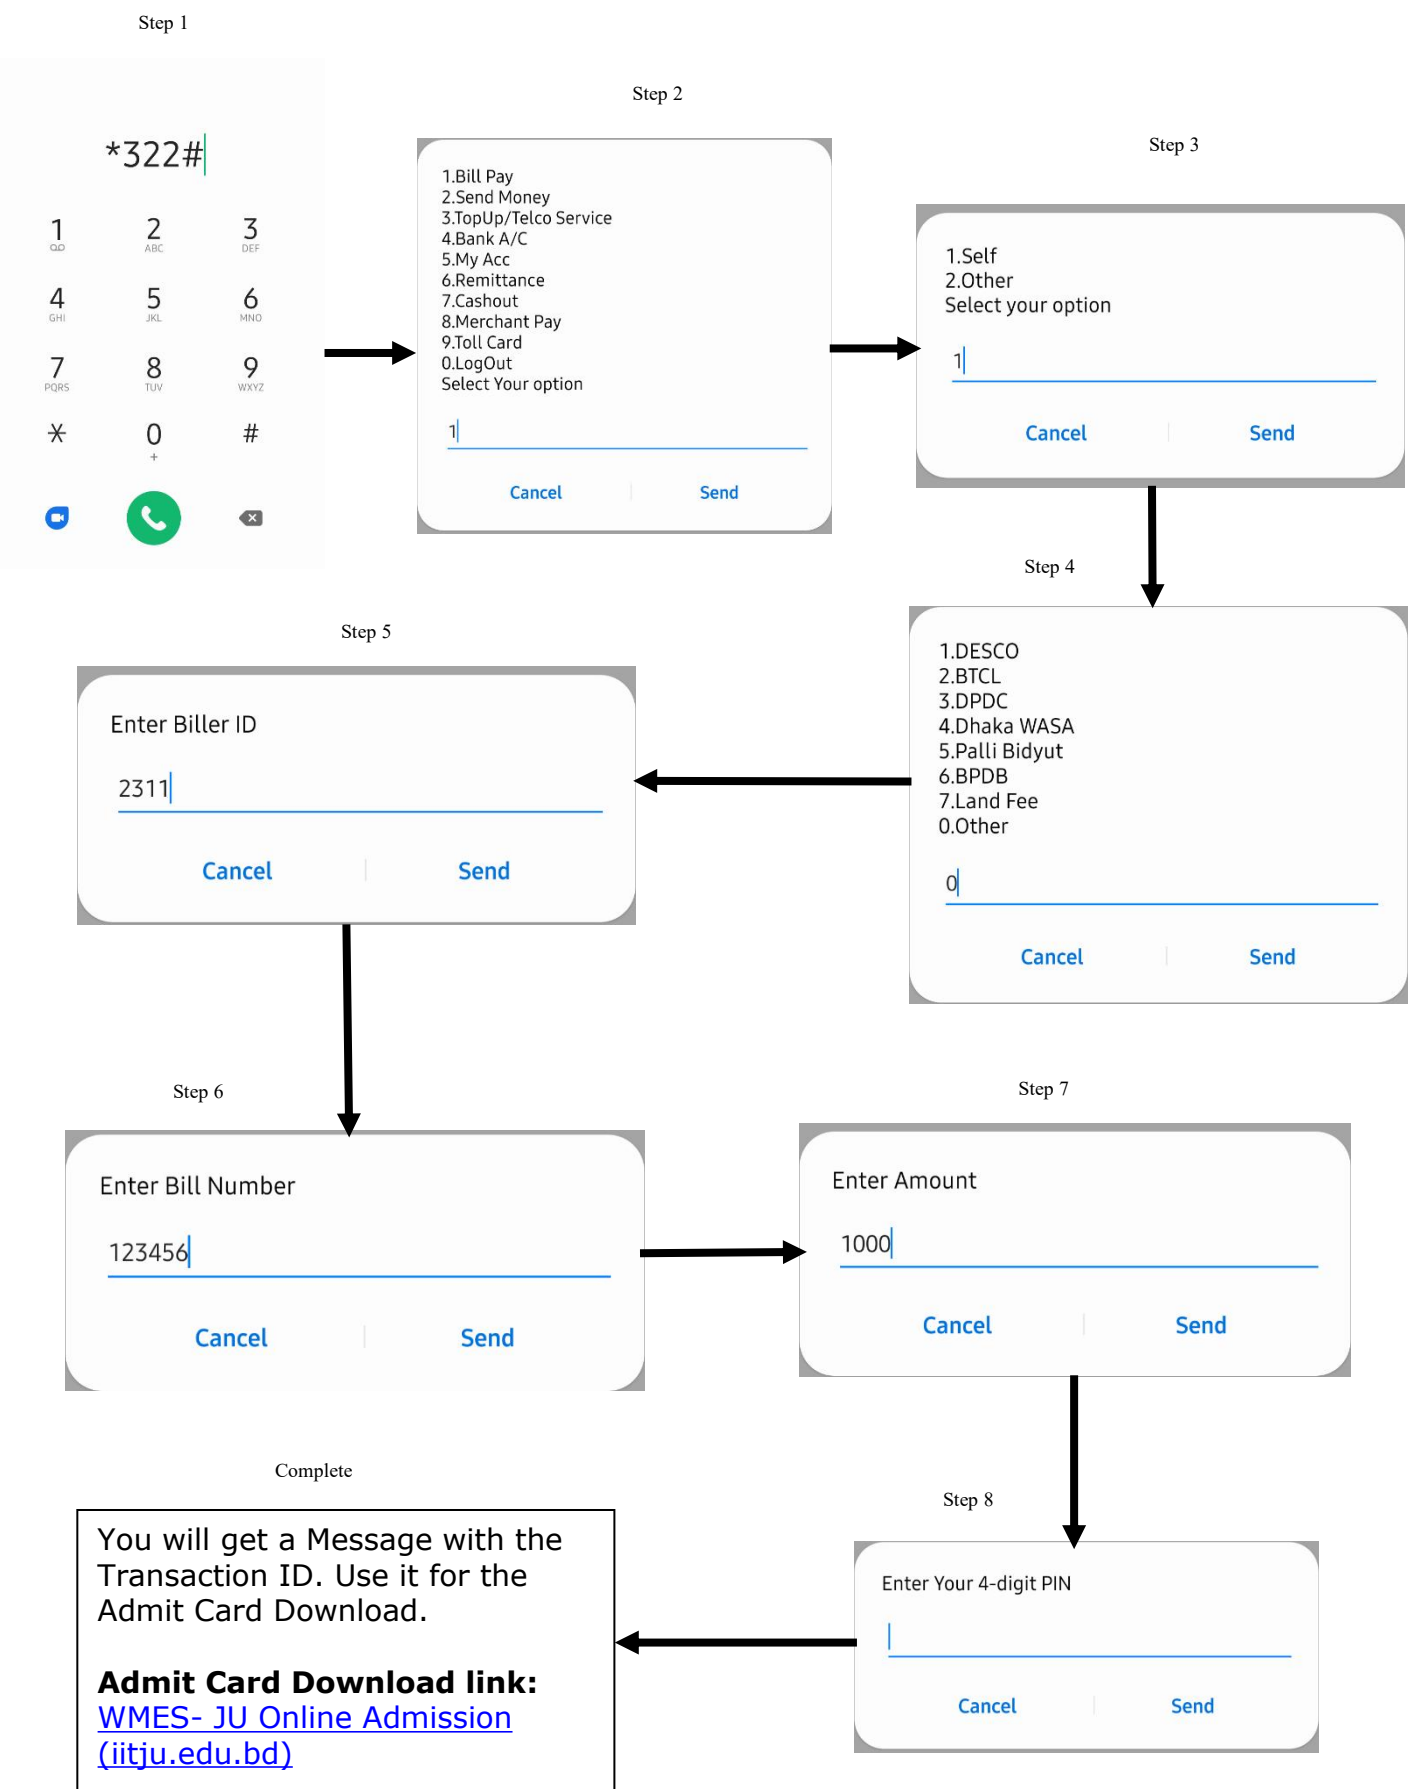 Step 1
*322#
1
2
ABC
3
DEF
4
GHI
5
JKL
6
MNO
7
PQRS
8
TUV
9
WXYZ
*
0
+
#
Step 2
1.Bill Pay
2.Send Money
3.TopUp/Telco Service
4.Bank A/C
5.My Acc
6.Remittance
7.Cashout
8.Merchant Pay
9.Toll Card
0.LogOut
Select Your option
1
Cancel Send
Step 3
1.Self
2.Other
Select your option
1
Cancel Send
Step 4
1.DESCO
2.BTCL
3.DPDC
4.Dhaka WASA
5.Palli Bidyut
6.BPDB
7.Land Fee
0.Other
0
Cancel Send
Step 5
Enter Biller ID
2311
Cancel Send
Step 6
Enter Bill Number
123456
Cancel Send
Step 7
Enter Amount
1000
Cancel Send
Step 8
Enter Your 4-digit PIN
Cancel Send
Complete
You will get a Message with the
Transaction ID. Use it for the
Admit Card Download.
Admit Card Download link:
WMES- JU Online Admission
(iitju.edu.bd)